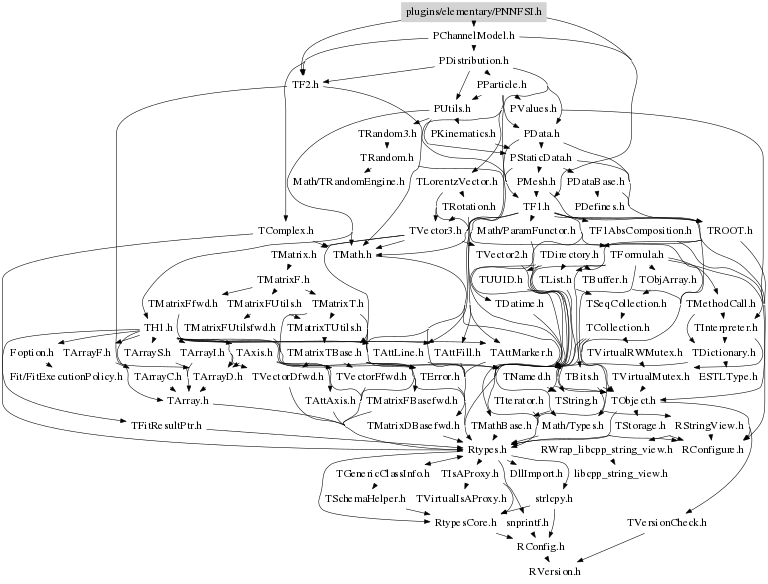 plugins/elementary/PNNFSI.h
PChannelModel.h
PDistribution.h
TF2.h PParticle.h
PUtils.h PValues.h
TRandom3.h PKinematics.h PData.h
TRandom.h PStaticData.h
Math/TRandomEngine.h TLorentzVector.h PMesh.h PDataBase.h
TRotation.h TF1.h PDefines.h
TComplex.h TVector3.h Math/ParamFunctor.h TF1AbsComposition.h TROOT.h
TMatrix.h TMath.h TVector2.h TDirectory.h TFormula.h
TMatrixF.h TUUID.h TList.h TBuffer.h TObjArray.h
TMatrixFfwd.h TMatrixFUtils.h TMatrixT.h TDatime.h TSeqCollection.h TMethodCall.h
TH1.h TMatrixFUtilsfwd.h TMatrixTUtils.h TCollection.h TInterpreter.h
Foption.h TArrayF.h TArrayS.h TArrayI.h TAxis.h TMatrixTBase.h TAttLine.h TAttFill.h TAttMarker.h TVirtualRWMutex.h TDictionary.h
Fit/FitExecutionPolicy.h TArrayC.h TArrayD.h TVectorDfwd.h TVectorFfwd.h TError.h TNamed.h TBits.h TVirtualMutex.h ESTLType.h
TArray.h TAttAxis.h TMatrixFBasefwd.h TIterator.h TString.h TObject.h
TFitResultPtr.h TMatrixDBasefwd.h TMathBase.h Math/Types.h TStorage.h RStringView.h
Rtypes.h RWrap_libcpp_string_view.h RConfigure.h
TGenericClassInfo.h TIsAProxy.h DllImport.h libcpp_string_view.h
TSchemaHelper.h TVirtualIsAProxy.h strlcpy.h
RtypesCore.h snprintf.h TVersionCheck.h
RConfig.h
RVersion.h